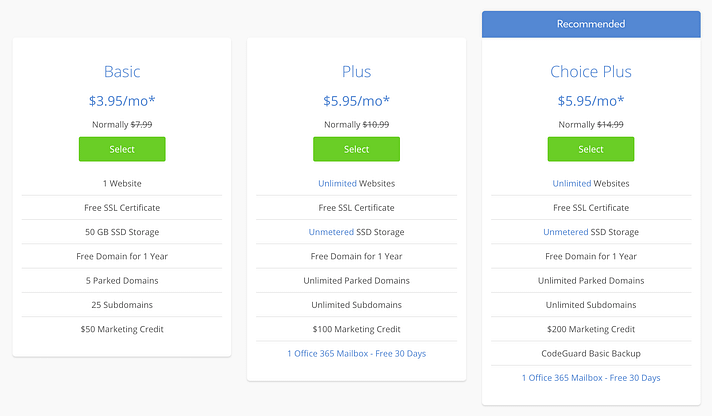 Recommended
Basic
$3.95/mo*
Normally $7.99
Select
1 Website
Free SSL Certificate
50 GB SSD Storage
Free Domain for 1 Year
5 Parked Domains
25 Subdomains
$50 Marketing Credit
Plus
$5.95/mo*
Normally $10.99
Select
Unlimited Websites
Free SSL Certificate
Unmetered SSD Storage
Free Domain for 1 Year
Unlimited Parked Domains
Unlimited Subdomains
$100 Marketing Credit
1 Office 365 Mailbox - Free 30 Days
Choice Plus
$5.95/mo*
Normally $14.99
Select
Unlimited Websites
Free SSL Certificate
Unmetered SSD Storage
Free Domain for 1 Year
Unlimited Parked Domains
Unlimited Subdomains
$200 Marketing Credit
CodeGuard Basic Backup
1 Office 365 Mailbox - Free 30 Days